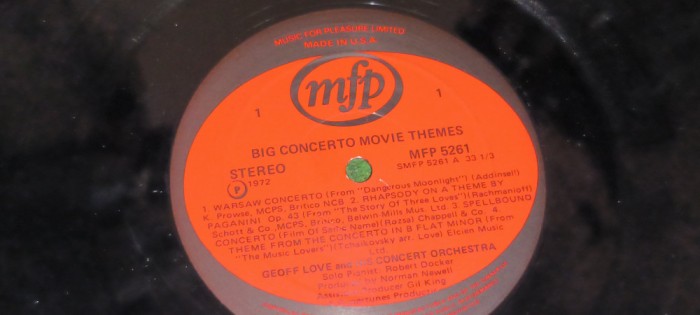 MUSIC FOR PLEASURE LIMITED
MADE IN U.S.A.
mfp
1 1
BIG CONCERTO MOVIE THEMES
STEREO MFP 5261
P 1972 SMFP 5261 A 33 1/3
1. WARSAW CONCERTO (From "Dangerous Moonlight") (Addinsell)
K. Prowse, MCPS, Britico NCB 2. RHAPSODY ON A THEME BY
PAGANINI Op. 43 (From "The Story Of Three Loves") (Rachmaninoff)
Schott & Co., MCPS, Belwin-Mills Mus. Ltd. 3. SPELLBOUND
CONCERTO (Film Of Same Name) (Rozsa) Chappell & Co. 4.
THEME FROM THE CONCERTO IN B FLAT MINOR (From
"The Music Lovers") (Tchaikovsky arr. Love) Elcian Music
Ltd.
GEOFF LOVE AND HIS CONCERT ORCHESTRA
Solo Pianist: Robert Docker
Produced by Norman Newell
Producer Gil King